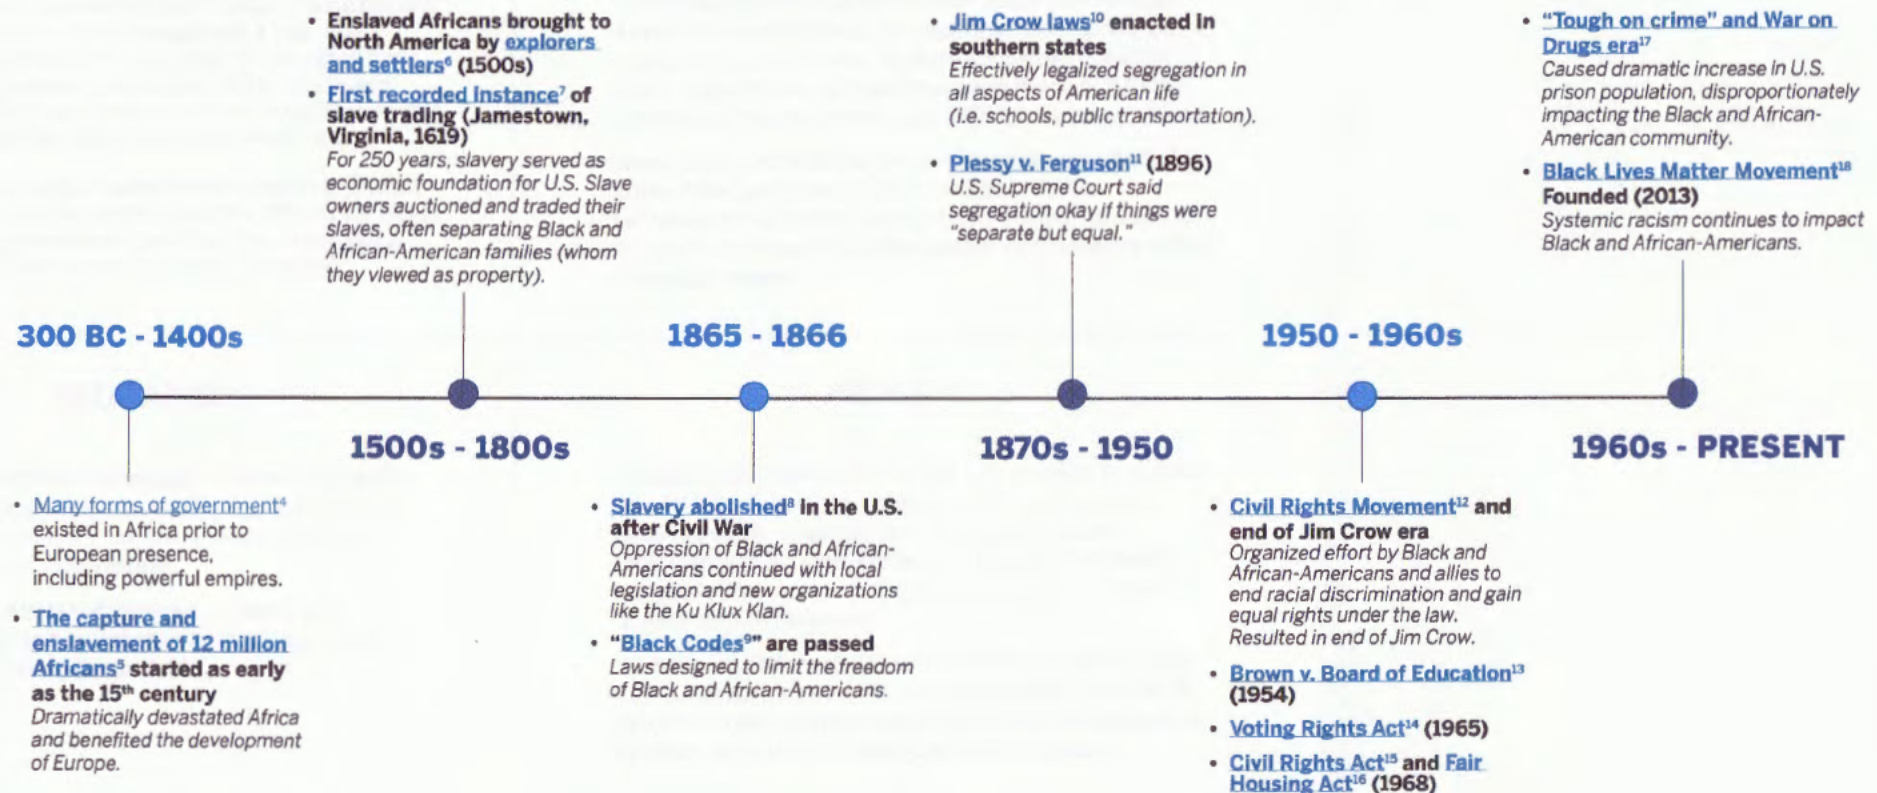 • Enslaved Africans brought to
North America by explorers
and settlers⁶ (1500s)
• First recorded instance⁷ of
slave trading (Jamestown,
Virginia, 1619)
For 250 years, slavery served as
economic foundation for U.S. Slave
owners auctioned and traded their
slaves, often separating Black and
African-American families (whom
they viewed as property).
• Jim Crow laws¹⁰ enacted in
southern states
Effectively legalized segregation in
all aspects of American life
(i.e. schools, public transportation).
• Plessy v. Ferguson¹¹ (1896)
U.S. Supreme Court said
segregation okay if things were
"separate but equal."
• "Tough on crime" and War on
Drugs era¹⁷
Caused dramatic increase in U.S.
prison population, disproportionately
impacting the Black and African-
American community.
• Black Lives Matter Movement¹⁸
Founded (2013)
Systemic racism continues to impact
Black and African-Americans.
300 BC - 1400s
1865 - 1866
1950 - 1960s
1500s - 1800s
1870s - 1950
1960s - PRESENT
• Many forms of government⁴
existed in Africa prior to
European presence,
including powerful empires.
• The capture and
enslavement of 12 million
Africans⁵ started as early
as the 15th century
Dramatically devastated Africa
and benefited the development
of Europe.
• Slavery abolished⁸ in the U.S.
after Civil War
Oppression of Black and African-
Americans continued with local
legislation and new organizations
like the Ku Klux Klan.
• "Black Codes⁹" are passed
Laws designed to limit the freedom
of Black and African-Americans.
• Civil Rights Movement¹² and
end of Jim Crow era
Organized effort by Black and
African-Americans and allies to
end racial discrimination and gain
equal rights under the law.
Resulted in end of Jim Crow.
• Brown v. Board of Education¹³
(1954)
• Voting Rights Act¹⁴ (1965)
• Civil Rights Act¹⁵ and Fair
Housing Act¹⁶ (1968)